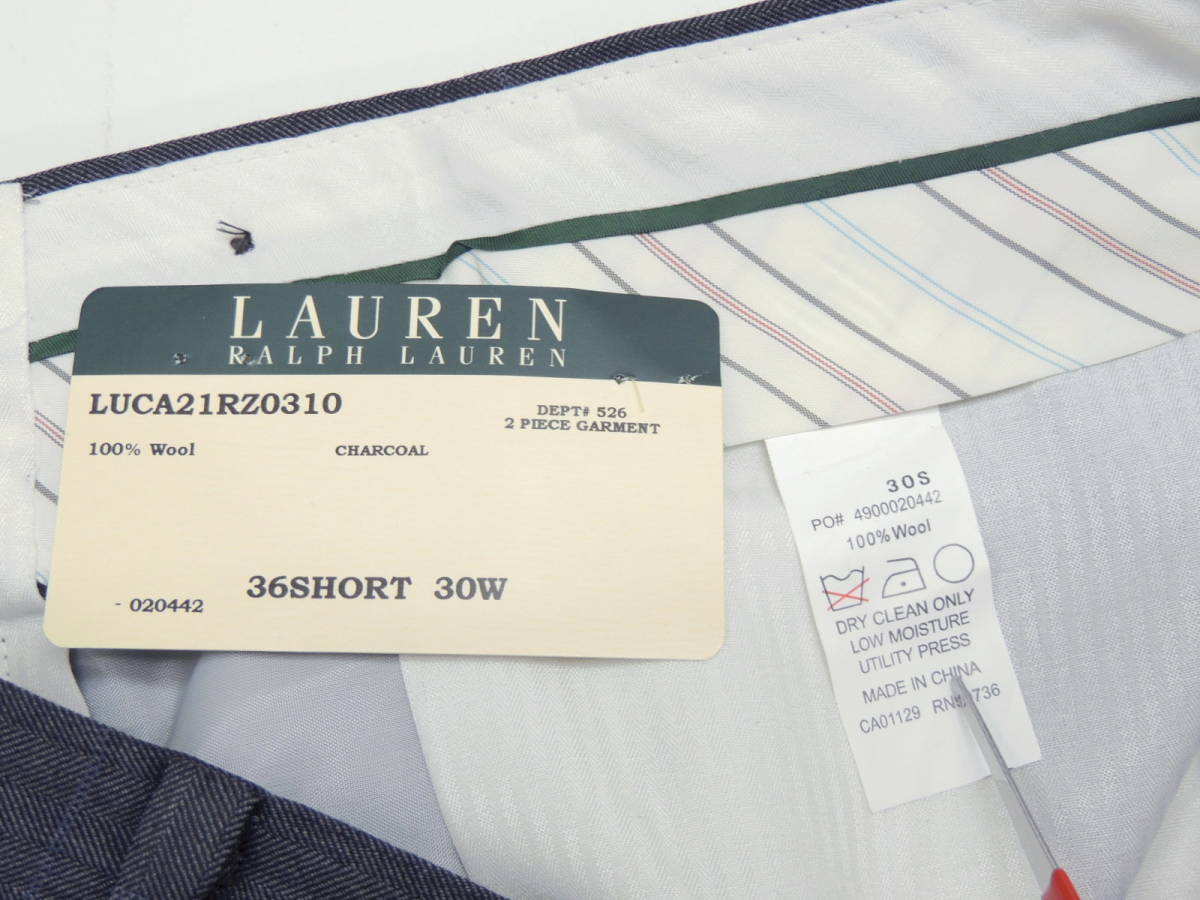 LAUREN
RALPH LAUREN
LUCA21RZ0310
DEPT# 526
2 PIECE GARMENT
100% Wool
CHARCOAL
36SHORT 30W
- 020442
30S
PO# 4900020442
100%Wool
DRY CLEAN ONLY
LOW MOISTURE
UTILITY PRESS
MADE IN CHINA
CA01129